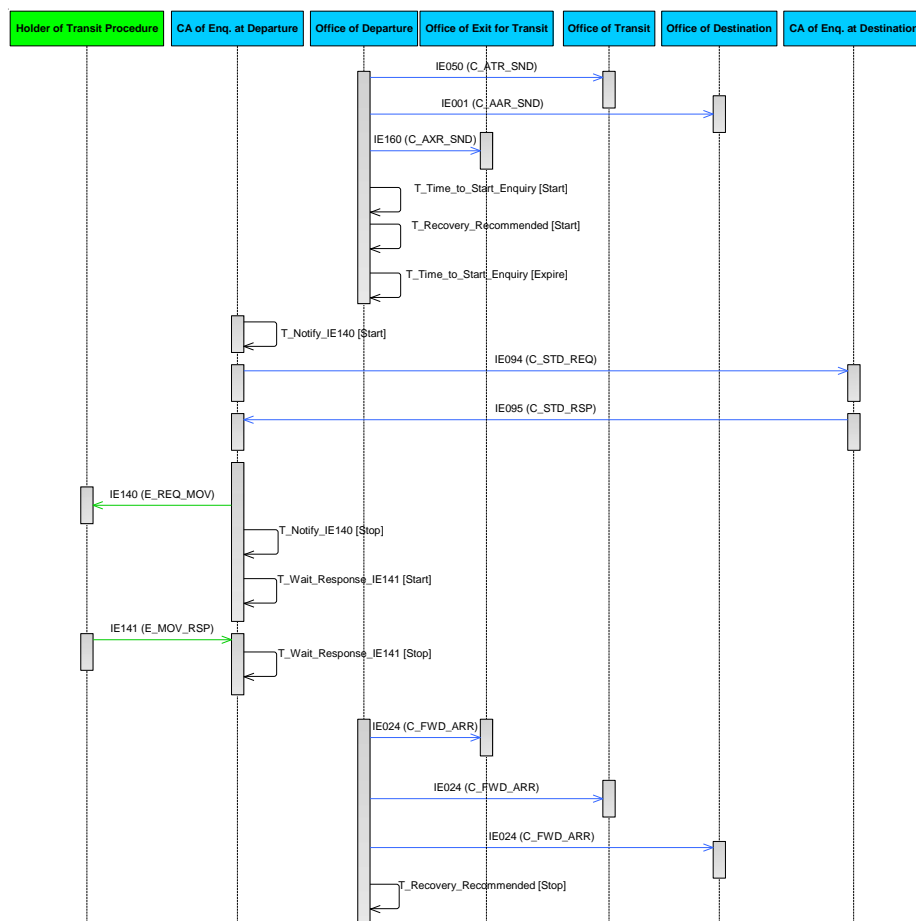 Holder of Transit Procedure
CA of Enq. at Departure
Office of Departure
Office of Exit for Transit
Office of Transit
Office of Destination
CA of Enq. at Destination
IE050 (C_ATR_SND)
IE001 (C_AAR_SND)
IE160 (C_AXR_SND)
T_Time_to_Start_Enquiry [Start]
T_Recovery_Recommended [Start]
T_Time_to_Start_Enquiry [Expire]
T_Notify_IE140 [Start]
IE094 (C_STD_REQ)
IE095 (C_STD_RSP)
IE140 (E_REQ_MOV)
T_Notify_IE140 [Stop]
T_Wait_Response_IE141 [Start]
IE141 (E_MOV_RSP)
T_Wait_Response_IE141 [Stop]
IE024 (C_FWD_ARR)
IE024 (C_FWD_ARR)
IE024 (C_FWD_ARR)
T_Recovery_Recommended [Stop]